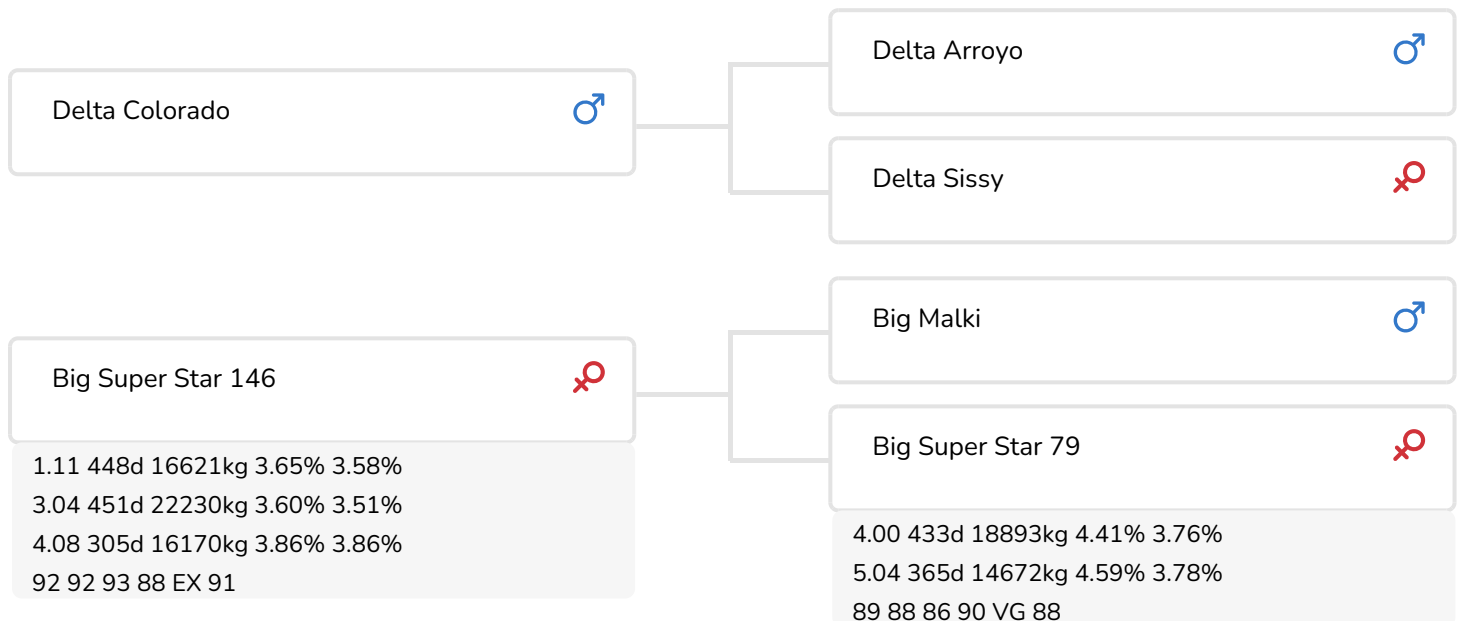 Delta Colorado
Delta Arroyo
Delta Sissy
Big Super Star 146
1.11 448d 16621kg 3.65% 3.58%
3.04 451d 22230kg 3.60% 3.51%
4.08 305d 16170kg 3.86% 3.86%
92 92 93 88 EX 91
Big Malki
Big Super Star 79
4.00 433d 18893kg 4.41% 3.76%
5.04 365d 14672kg 4.59% 3.78%
89 88 86 90 VG 88